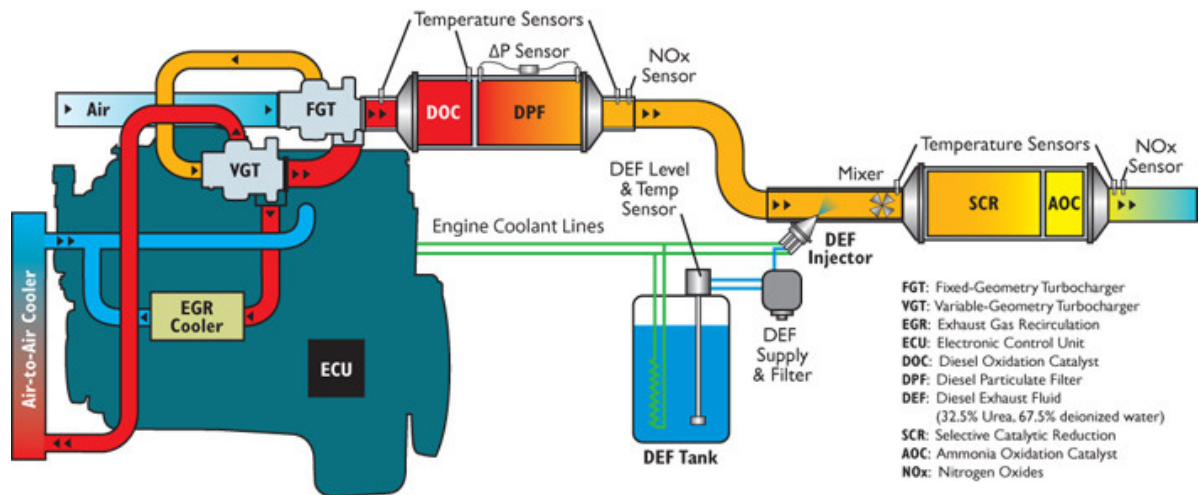 Temperature Sensors
ΔP Sensor
NOx
Sensor
Air
FGT
DOC
DPF
VGT
DEF Level
& Temp
Sensor
Mixer
Temperature Sensors
NOx
Sensor
SCR
AOC
Engine Coolant Lines
DEF
Injector
Air-to-Air Cooler
EGR
Cooler
ECU
DEF
Supply
& Filter
DEF Tank
FGT: Fixed-Geometry Turbocharger
VGT: Variable-Geometry Turbocharger
EGR: Exhaust Gas Recirculation
ECU: Electronic Control Unit
DOC: Diesel Oxidation Catalyst
DPF: Diesel Particulate Filter
DEF: Diesel Exhaust Fluid
(32.5% Urea, 67.5% deionized water)
SCR: Selective Catalytic Reduction
AOC: Ammonia Oxidation Catalyst
NOx: Nitrogen Oxides